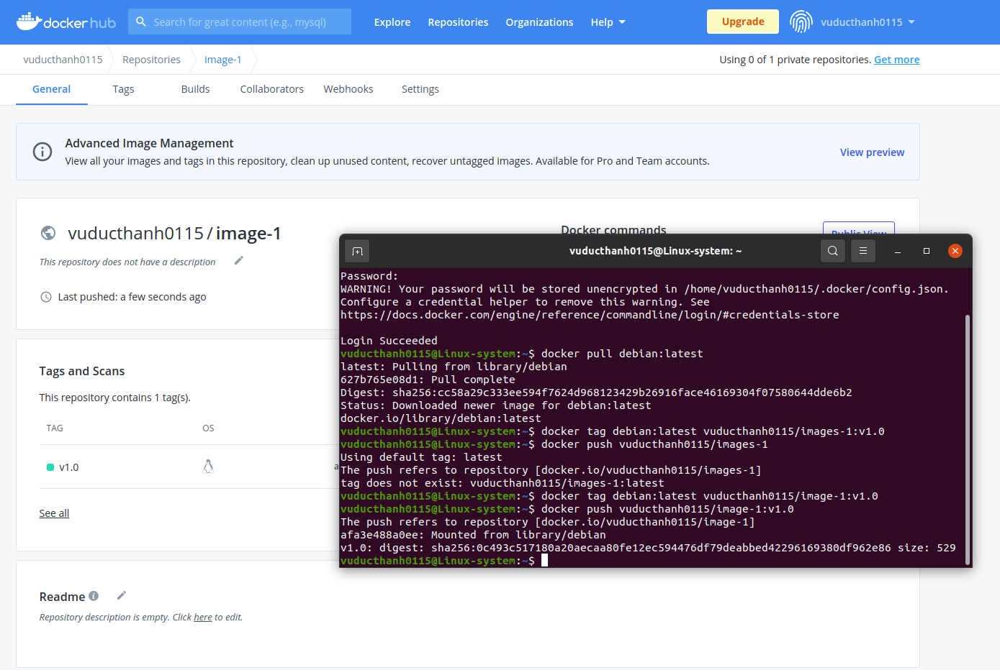 docker hub
Search for great content (e.g., mysql)
Explore
Repositories
Organizations
Help
Upgrade
vuducthanh0115
vuducthanh0115
Repositories
image-1
Using 0 of 1 private repositories. Get more
General
Tags
Builds
Collaborators
Webhooks
Settings
Advanced Image Management
View all your images and tags in this repository, clean up unused content, recover untagged images. Available for Pro and Team accounts.
View preview
vuducthanh0115 / image-1
This repository does not have a description
Last pushed: a few seconds ago
Docker commands
Public View
Tags and Scans
This repository contains 1 tag(s).
TAG
OS
v1.0
a
See all
Readme
Repository description is empty. Click here to edit.
vuducthanh0115@Linux-system: ~
Password:
WARNING! Your password will be stored unencrypted in /home/vuducthanh0115/.docker/config.json.
Configure a credential helper to remove this warning. See
https://docs.docker.com/engine/reference/commandline/login/#credentials-store
Login Succeeded
vuducthanh0115@Linux-system:~$ docker pull debian:latest
latest: Pulling from library/debian
627b765e08d1: Pull complete
Digest: sha256:cc58a29c333ee594f7624d968123429b26916face46169304f07580644dde6b2
Status: Downloaded newer image for debian:latest
docker.io/library/debian:latest
vuducthanh0115@Linux-system:~$ docker tag debian:latest vuducthanh0115/images-1:v1.0
vuducthanh0115@Linux-system:~$ docker push vuducthanh0115/images-1
Using default tag: latest
The push refers to repository [docker.io/vuducthanh0115/images-1]
tag does not exist: vuducthanh0115/images-1:latest
vuducthanh0115@Linux-system:~$ docker tag debian:latest vuducthanh0115/image-1:v1.0
vuducthanh0115@Linux-system:~$ docker push vuducthanh0115/image-1:v1.0
The push refers to repository [docker.io/vuducthanh0115/image-1]
afa3e488a0ee: Mounted from library/debian
v1.0: digest: sha256:0c493c517180a20aecaa80fe12ec594476df79deabbed42296169380df962e86 size: 529
vuducthanh0115@Linux-system:~$